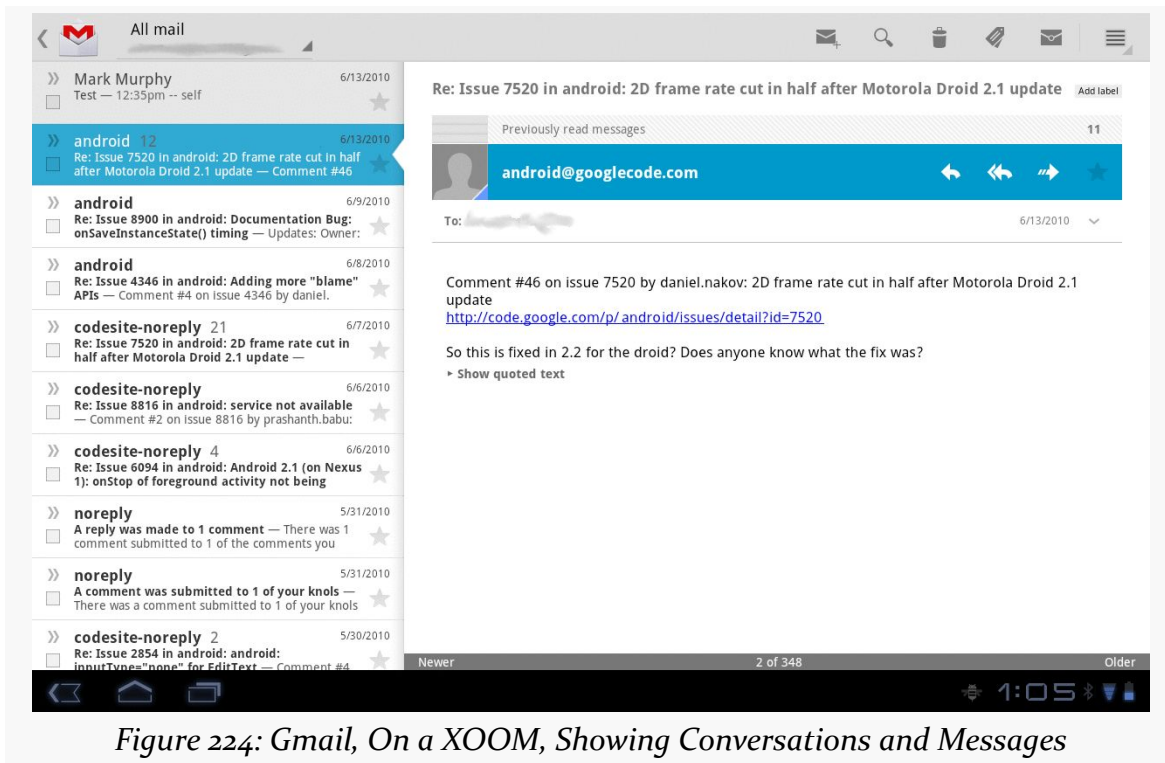 All mail
Mark Murphy 6/13/2010
Test — 12:35pm -- self
android 12 6/13/2010
Re: Issue 7520 in android: 2D frame rate cut in half
after Motorola Droid 2.1 update — Comment #46
android 6/9/2010
Re: Issue 8900 in android: Documentation Bug:
onSaveInstanceState() timing — Updates: Owner:
android 6/8/2010
Re: Issue 4346 in android: Adding more "blame"
APIs — Comment #4 on issue 4346 by daniel.
codesite-noreply 21 6/7/2010
Re: Issue 7520 in android: 2D frame rate cut in
half after Motorola Droid 2.1 update —
codesite-noreply 6/6/2010
Re: Issue 8816 in android: service not available
— Comment #2 on issue 8816 by prashanth.babu:
codesite-noreply 4 6/6/2010
Re: Issue 6094 in android: Android 2.1 (on Nexus
1): onStop of foreground activity not being
noreply 5/31/2010
A reply was made to 1 comment — There was 1
comment submitted to 1 of the comments you
noreply 5/31/2010
A comment was submitted to 1 of your knols —
There was a comment submitted to 1 of your knols
codesite-noreply 2 5/30/2010
Re: Issue 2854 in android: android:
inputType="none" for EditText — Comment #4
Re: Issue 7520 in android: 2D frame rate cut in half after Motorola Droid 2.1 update Add label
Previously read messages 11
android@googlecode.com
To: 6/13/2010
Comment #46 on issue 7520 by daniel.nakov: 2D frame rate cut in half after Motorola Droid 2.1
update
http://code.google.com/p/android/issues/detail?id=7520
So this is fixed in 2.2 for the droid? Does anyone know what the fix was?
Show quoted text
Newer 2 of 348 Older
1:05
Figure 224: Gmail, On a XOOM, Showing Conversations and Messages